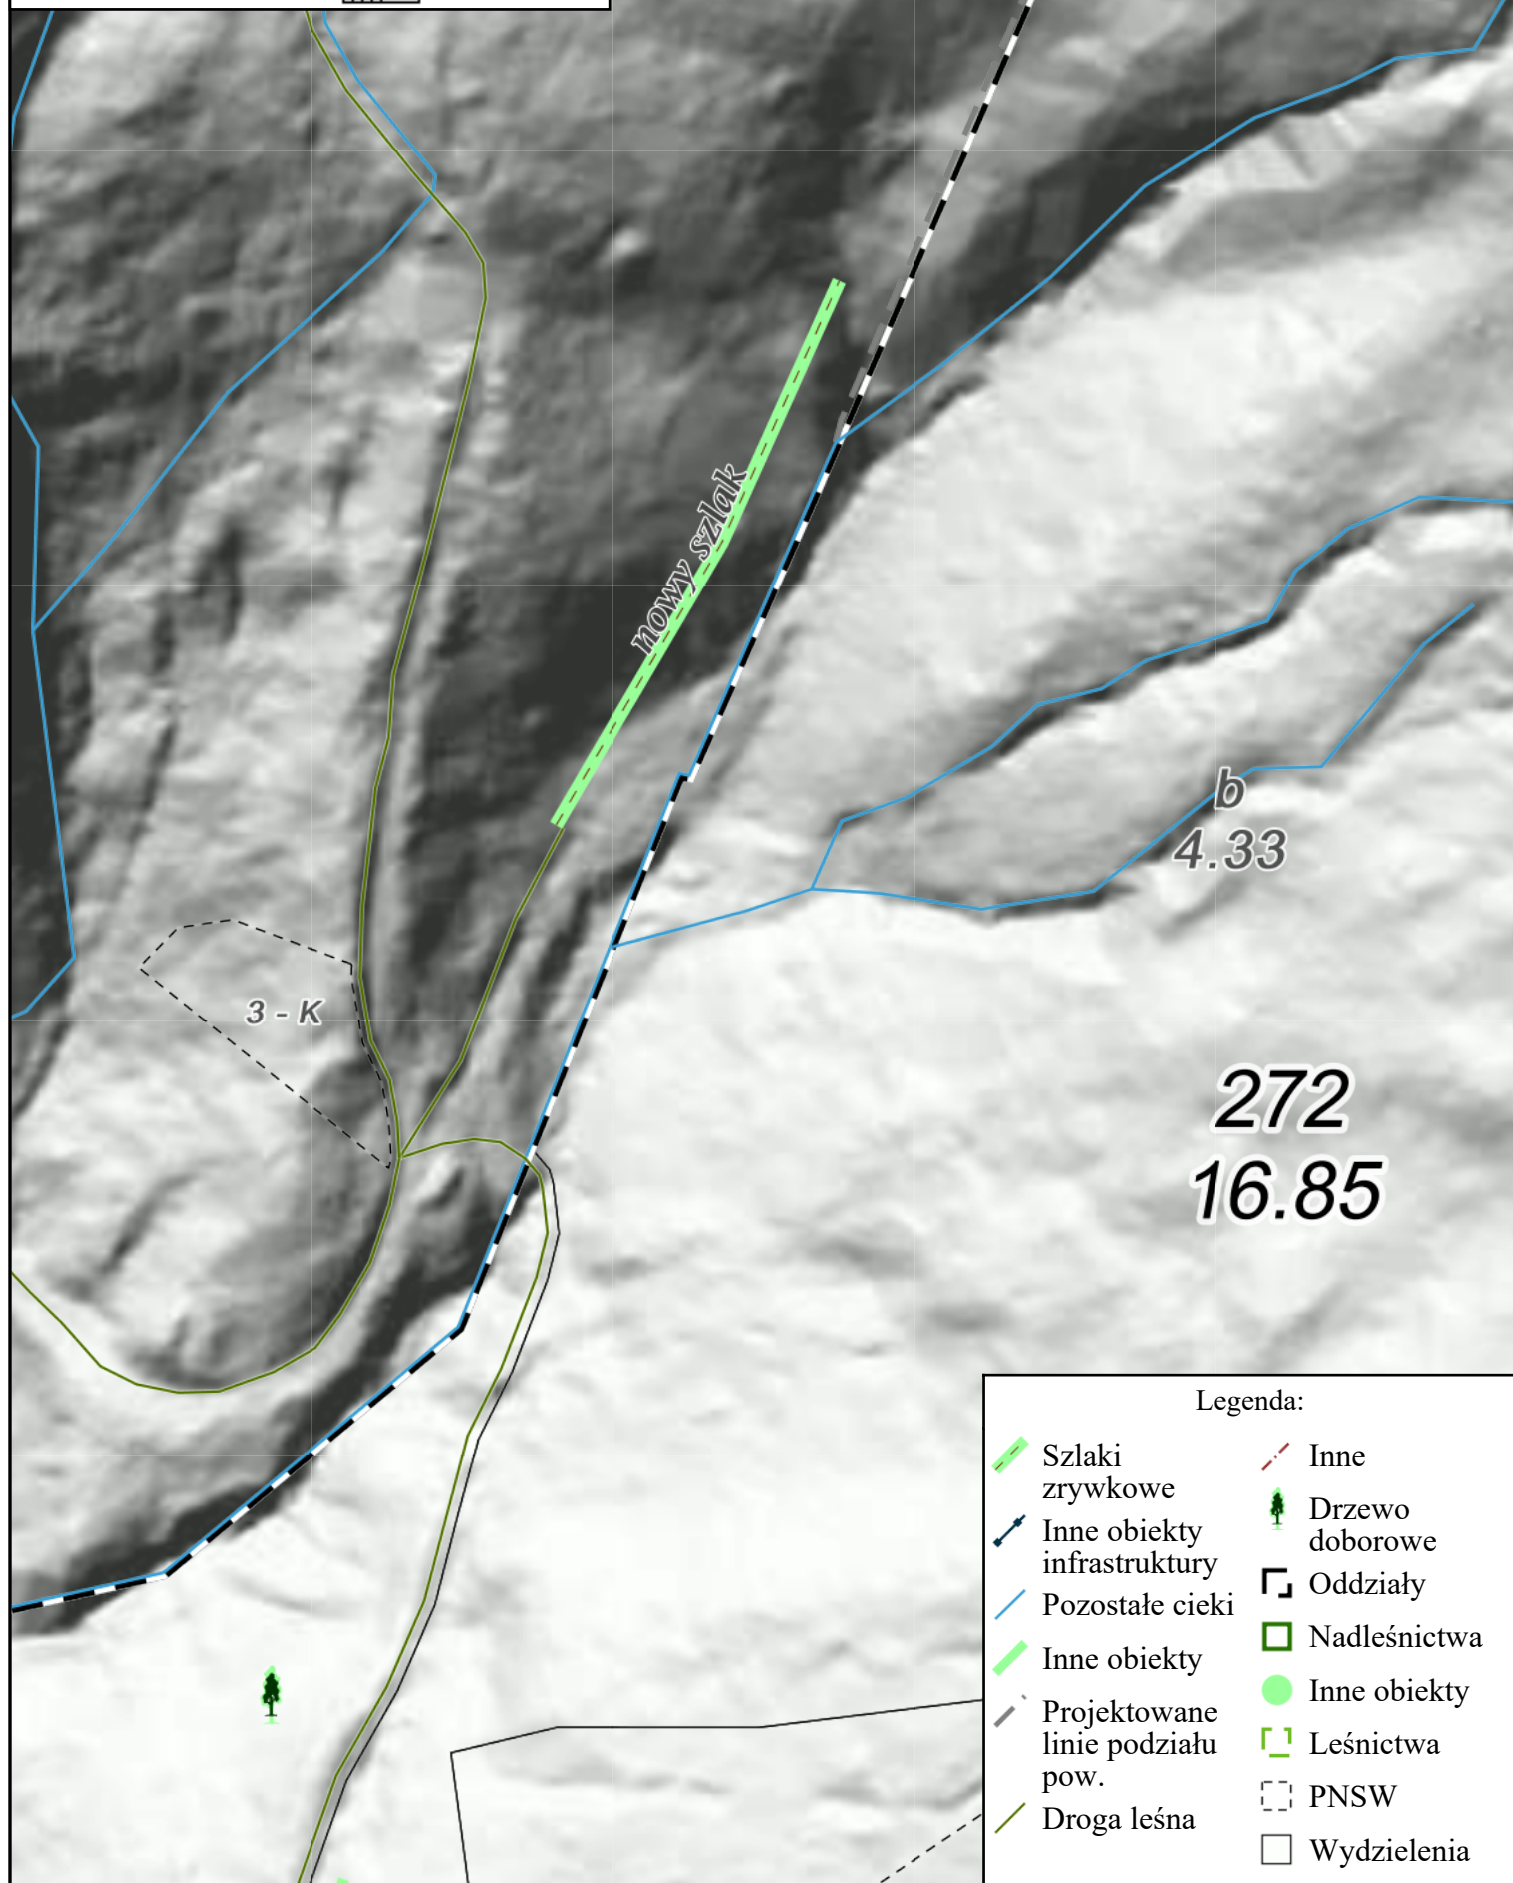 nowy szlak
b
4.33
3 - K
272
16.85
Legenda:
Szlaki
zrywkowe
Inne obiekty
infrastruktury
Pozostałe cieki
Inne obiekty
Projektowane
linie podziału
pow.
Droga leśna
Inne
Drzewo
doborowe
Oddziały
Nadleśnictwa
Inne obiekty
Leśnictwa
PNSW
Wydzielenia